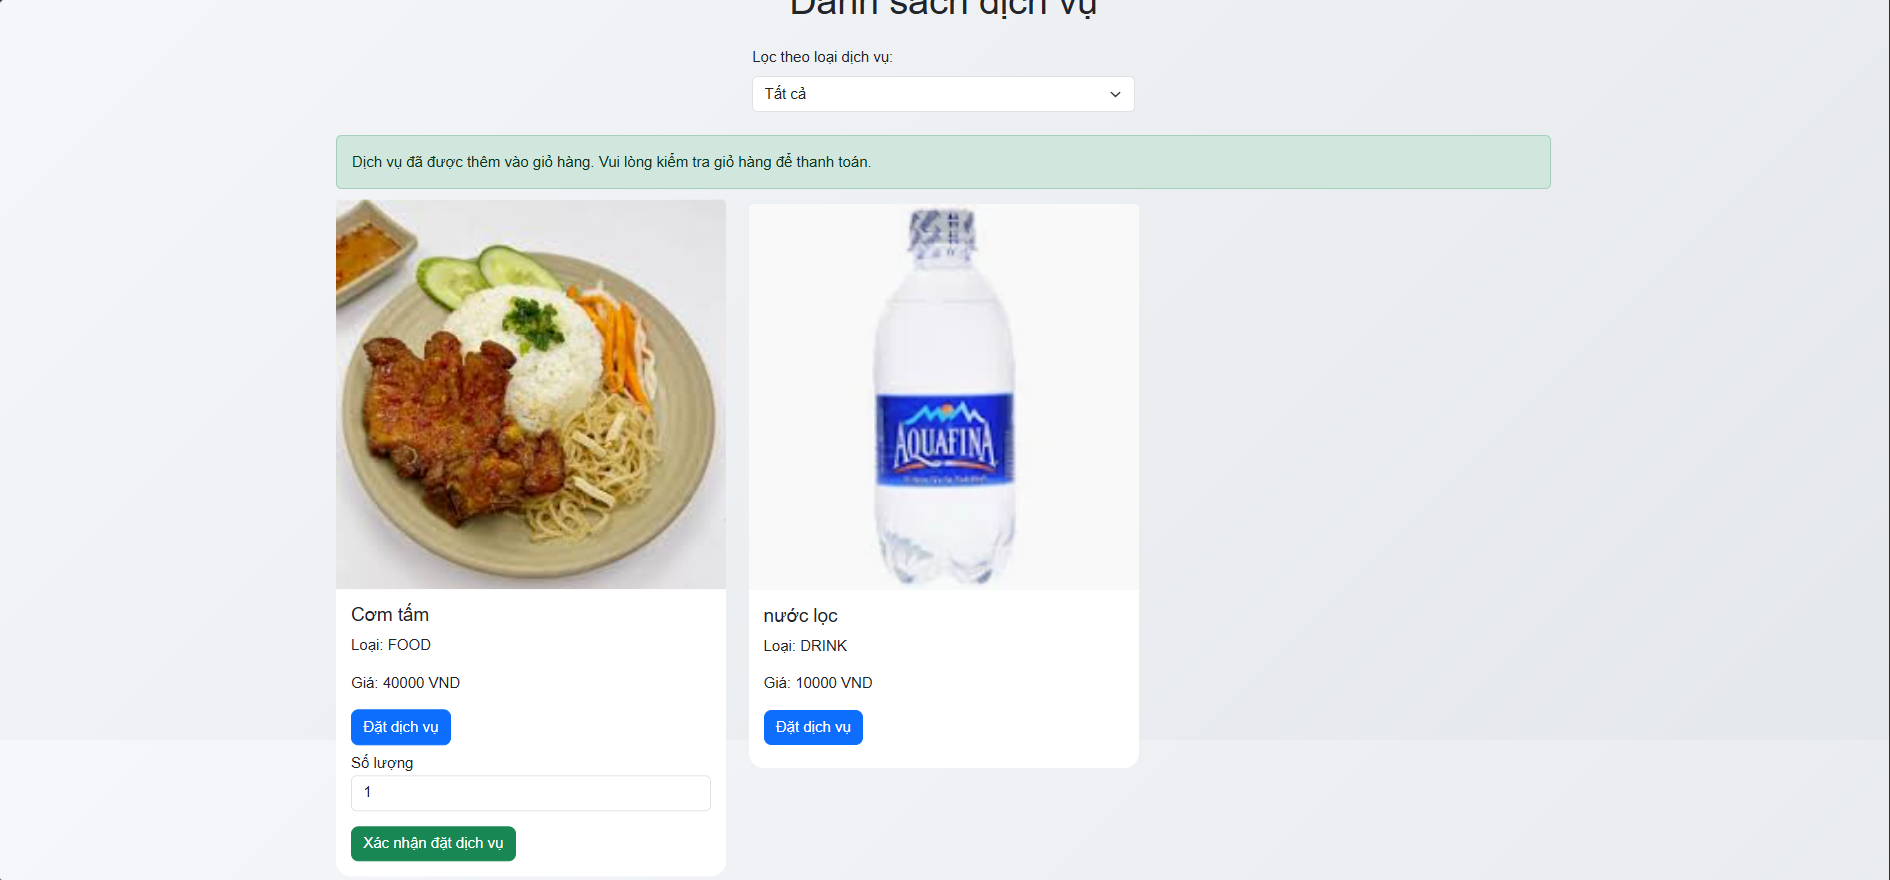 Danh sách dịch vụ
Lọc theo loại dịch vụ:
Tất cả
Dịch vụ đã được thêm vào giỏ hàng. Vui lòng kiểm tra giỏ hàng để thanh toán.
AQUAFINA
Cơm tấm
Loại: FOOD
Giá: 40000 VND
Đặt dịch vụ
Số lượng
1
Xác nhận đặt dịch vụ
nước lọc
Loại: DRINK
Giá: 10000 VND
Đặt dịch vụ